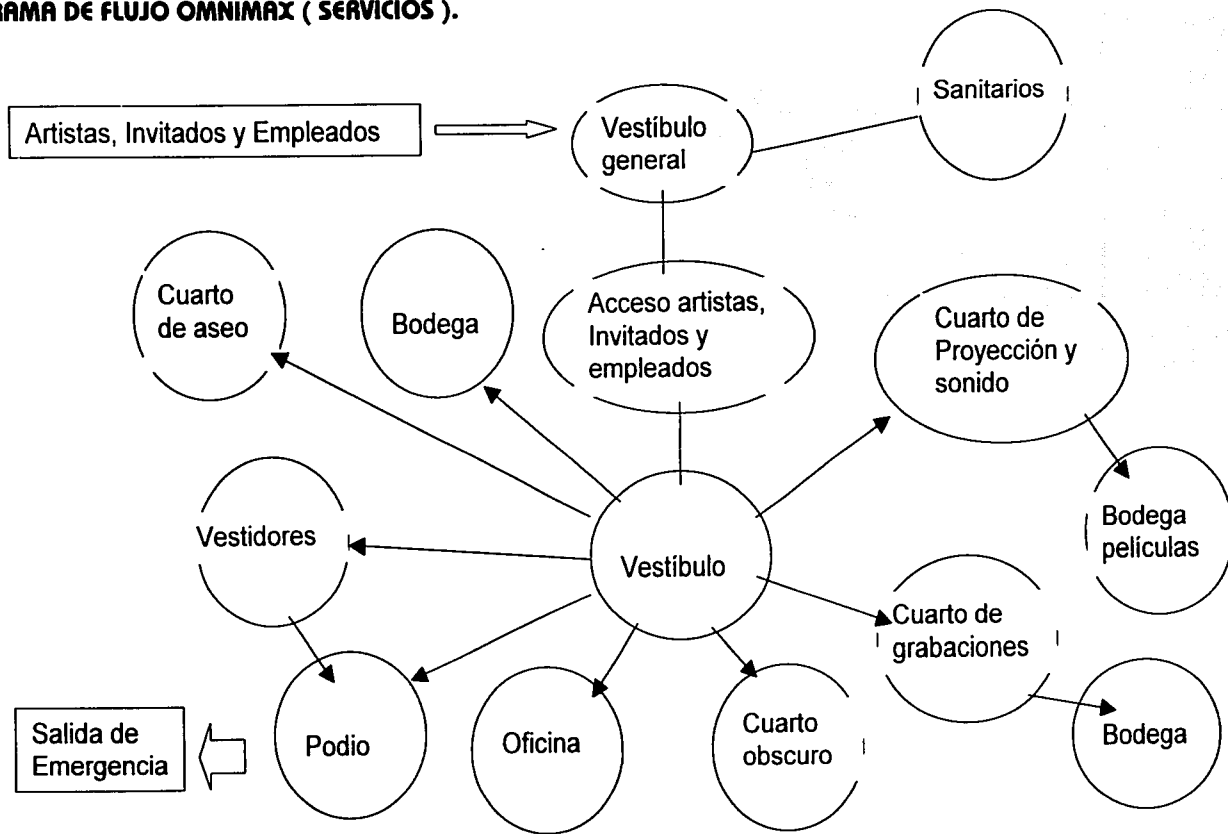 RAMA DE FLUJO OMNIMAX ( SERVICIOS ).
Sanitarios
Artistas, Invitados y Empleados
Vestíbulo
general
Cuarto
de aseo
Bodega
Acceso artistas,
Invitados y
empleados
Cuarto de
Proyección y
sonido
Vestidores
Vestíbulo
Bodega
películas
Cuarto de
grabaciones
Salida de
Emergencia
Podio
Oficina
Cuarto
obscuro
Bodega